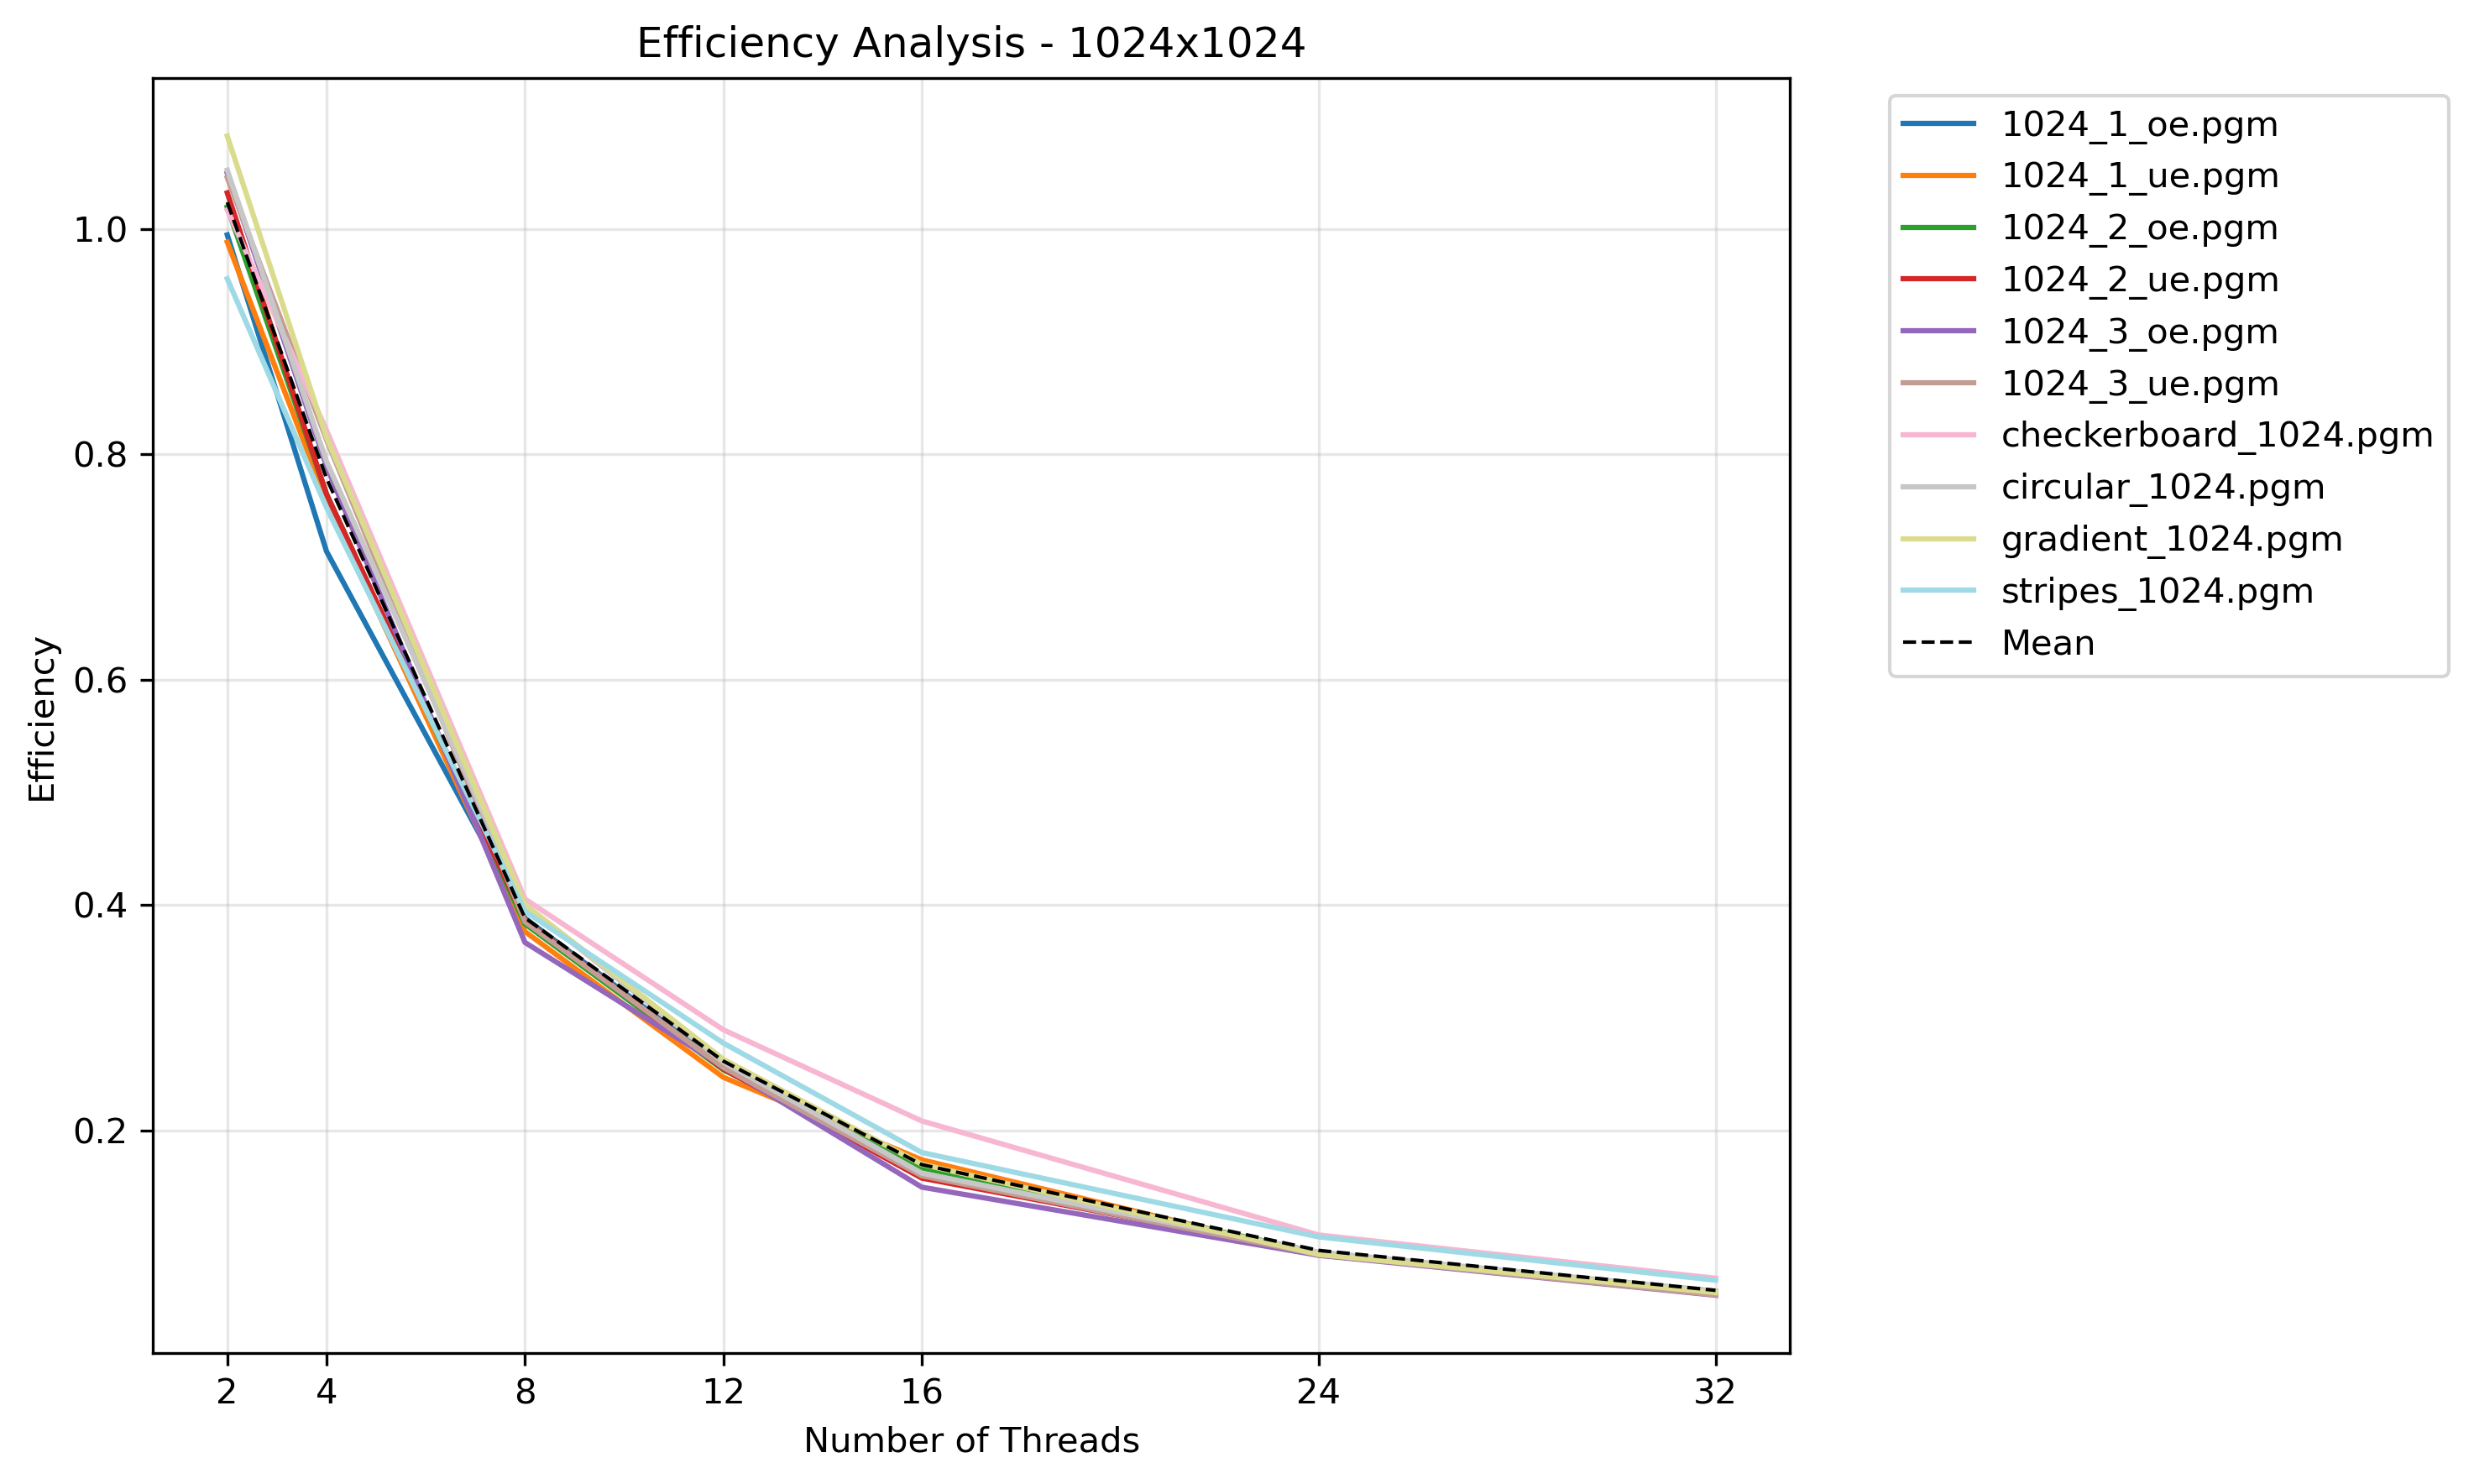 Efficiency Analysis - 1024x1024
1.0
0.8
0.6
0.4
0.2
Efficiency
2 4 8 12 16 24 32
Number of Threads
1024_1_oe.pgm
1024_1_ue.pgm
1024_2_oe.pgm
1024_2_ue.pgm
1024_3_oe.pgm
1024_3_ue.pgm
checkerboard_1024.pgm
circular_1024.pgm
gradient_1024.pgm
stripes_1024.pgm
Mean